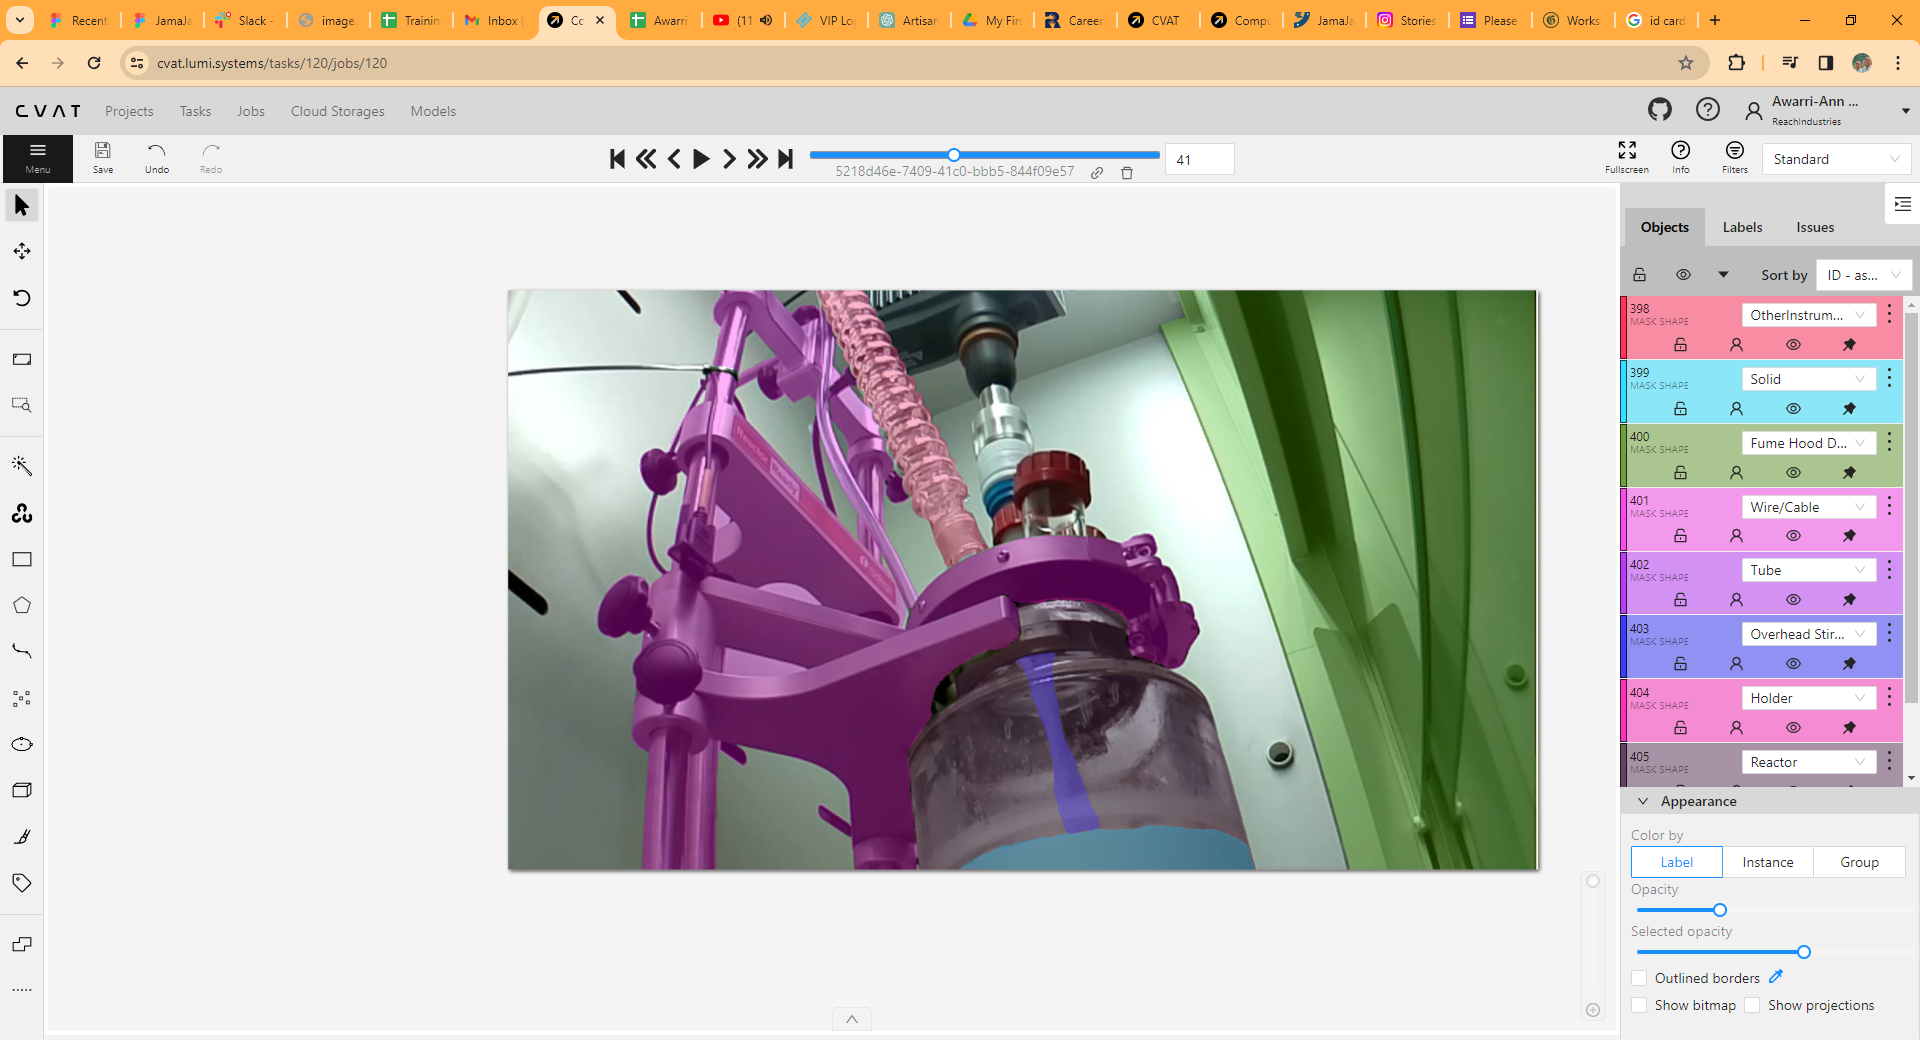 Recent
JamaJa
Slack -
image.
Trainin
Inbox (
Co
Awarri
(11
VIP Lo
Artisan
My Firs
Career
CVAT
Compu
JamaJa
Stories
Please
Works
id card
cvat.lumi.systems/tasks/120/jobs/120
CVAT
Projects
Tasks
Jobs
Cloud Storages
Models
Awarri-Ann ...
ReachIndustries
Menu
Save
Undo
Redo
5218d46e-7409-41c0-bbb5-844f09e57
41
Fullscreen
Info
Filters
Standard
Objects
Labels
Issues
Sort by
ID - as...
398
MASK SHAPE
OtherInstrum...
399
MASK SHAPE
Solid
400
MASK SHAPE
Fume Hood D...
401
MASK SHAPE
Wire/Cable
402
MASK SHAPE
Tube
403
MASK SHAPE
Overhead Stir...
404
MASK SHAPE
Holder
405
MASK SHAPE
Reactor
Appearance
Color by
Label
Instance
Group
Opacity
Selected opacity
Outlined borders
Show bitmap
Show projections